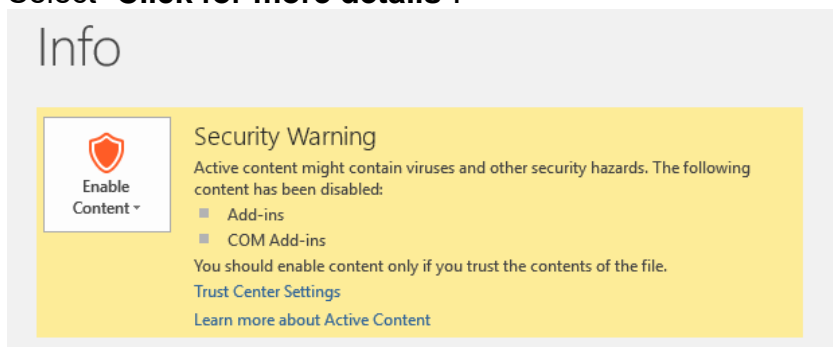 Select "Click for more details".
Info
Enable
Content
Security Warning
Active content might contain viruses and other security hazards. The following
content has been disabled:
Add-ins
COM Add-ins
You should enable content only if you trust the contents of the file.
Trust Center Settings
Learn more about Active Content